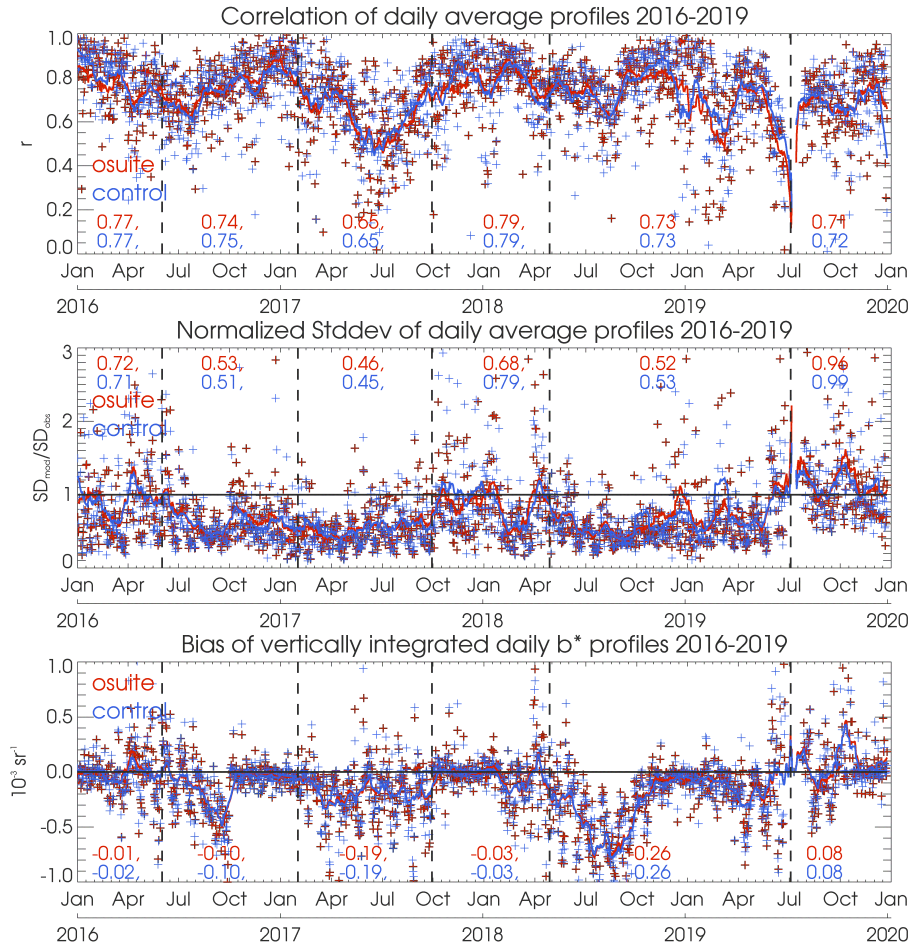 Correlation of daily average profiles 2016-2019
1.0
0.8
0.6
0.4
0.2
0.0
r
osuite
control
0.77, 0.74, 0.65, 0.79, 0.73 0.71
0.77, 0.75, 0.65, 0.79, 0.73 0.72
Jan Apr Jul Oct Jan Apr Jul Oct Jan Apr Jul Oct Jan Apr Jul Oct Jan
2016 2017 2018 2019 2020
Normalized Stddev of daily average profiles 2016-2019
3
2
1
0
SDmod/SDobs
0.72, 0.53, 0.46, 0.68, 0.52 0.96
0.71, 0.51, 0.45, 0.79, 0.53 0.99
osuite
control
Jan Apr Jul Oct Jan Apr Jul Oct Jan Apr Jul Oct Jan Apr Jul Oct Jan
2016 2017 2018 2019 2020
Bias of vertically integrated daily b* profiles 2016-2019
1.0
0.5
0.0
-0.5
-1.0
10⁻³ sr⁻¹
osuite
control
-0.01, -0.10, -0.19, -0.03, -0.26 0.08
-0.02, -0.10, -0.19, -0.03, -0.26 0.08
Jan Apr Jul Oct Jan Apr Jul Oct Jan Apr Jul Oct Jan Apr Jul Oct Jan
2016 2017 2018 2019 2020